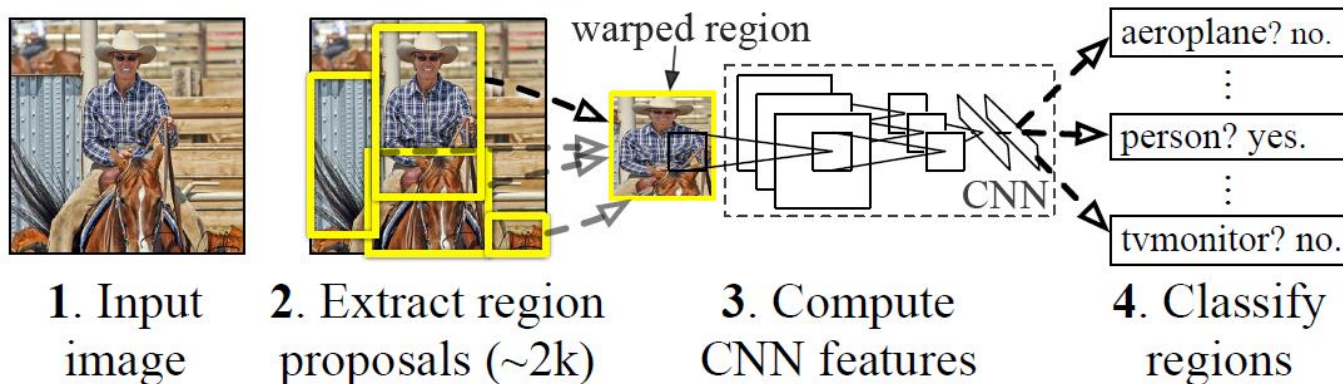 warped region
aeroplane? no.
⋮
person? yes.
⋮
tvmonitor? no.
CNN
1. Input
image
2. Extract region
proposals (~2k)
3. Compute
CNN features
4. Classify
regions